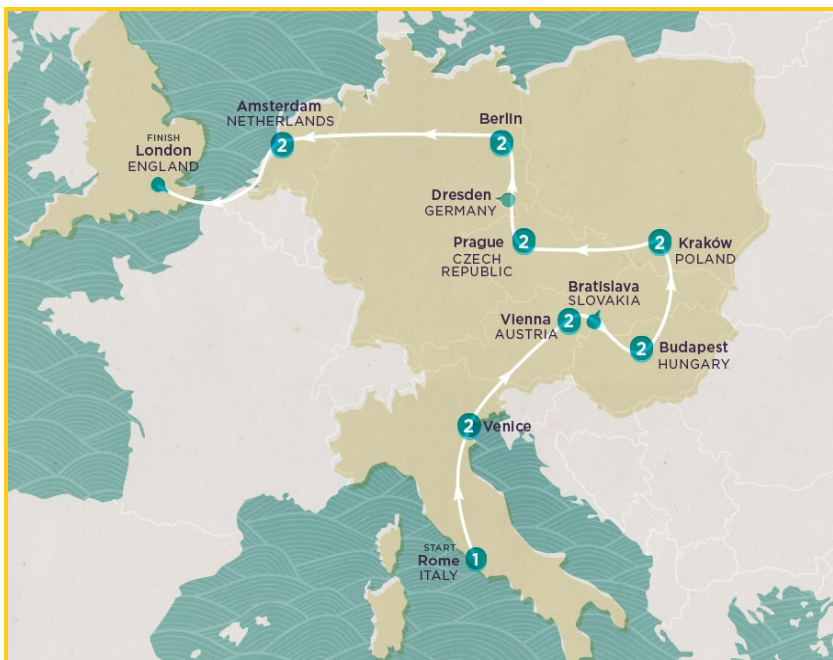 Amsterdam
NETHERLANDS
2
Berlin
2
FINISH
London
ENGLAND
Dresden
GERMANY
Prague
CZECH
REPUBLIC
2
2
Kraków
POLAND
Bratislava
SLOVAKIA
Vienna
AUSTRIA
2
2
Budapest
HUNGARY
2
Venice
START
Rome
ITALY
1